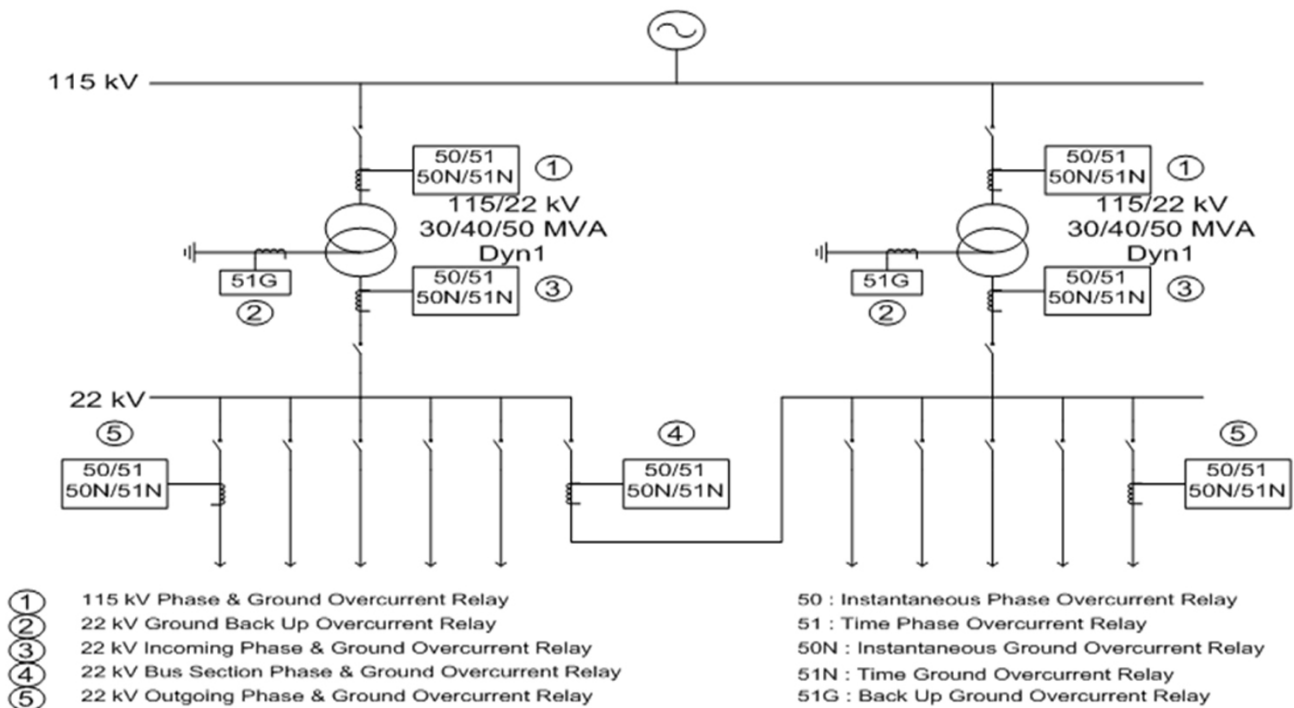 115 kV
50/51
50N/51N
1
115/22 kV
30/40/50 MVA
Dyn1
51G
2
50/51
50N/51N
3
50/51
50N/51N
1
115/22 kV
30/40/50 MVA
Dyn1
51G
2
50/51
50N/51N
3
22 kV
5
50/51
50N/51N
4
50/51
50N/51N
5
50/51
50N/51N
1 115 kV Phase & Ground Overcurrent Relay
2 22 kV Ground Back Up Overcurrent Relay
3 22 kV Incoming Phase & Ground Overcurrent Relay
4 22 kV Bus Section Phase & Ground Overcurrent Relay
5 22 kV Outgoing Phase & Ground Overcurrent Relay
50 : Instantaneous Phase Overcurrent Relay
51 : Time Phase Overcurrent Relay
50N : Instantaneous Ground Overcurrent Relay
51N : Time Ground Overcurrent Relay
51G : Back Up Ground Overcurrent Relay